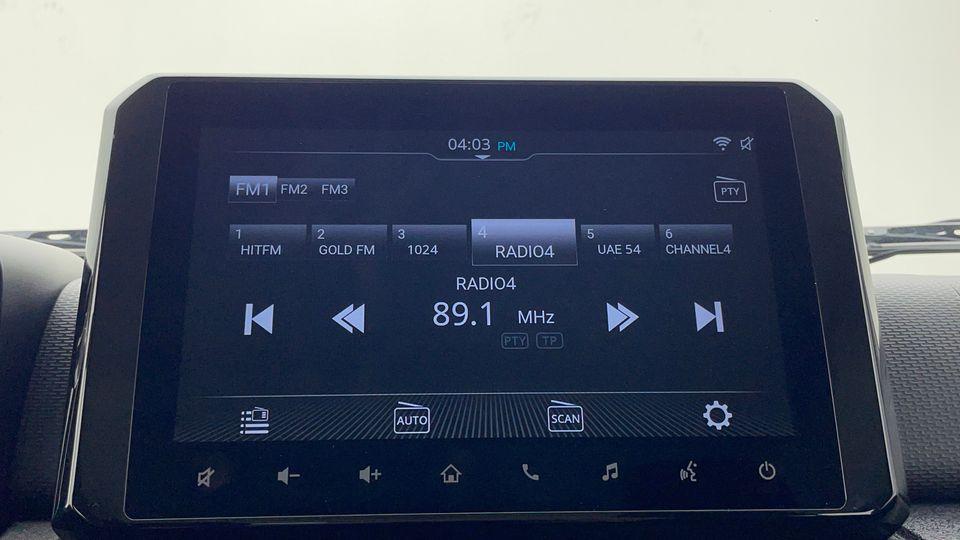 04:03 PM
FM1 FM2 FM3
PTY
1 2 3 4 5 6
HITFM GOLD FM 1024 RADIO4 UAE 54 CHANNEL4
RADIO4
89.1 MHz
PTY TP
AUTO SCAN